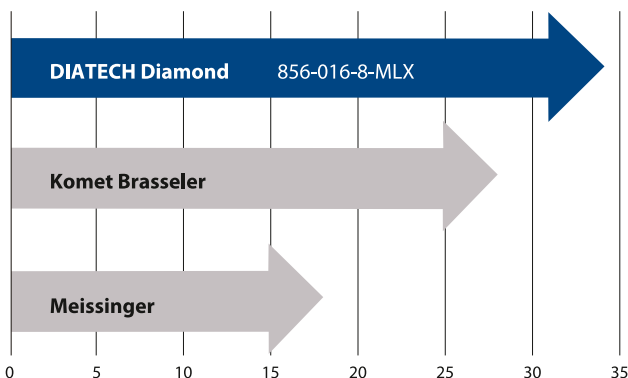 DIATECH Diamond 856-016-8-MLX
Komet Brasseler
Meissinger
0 5 10 15 20 25 30 35